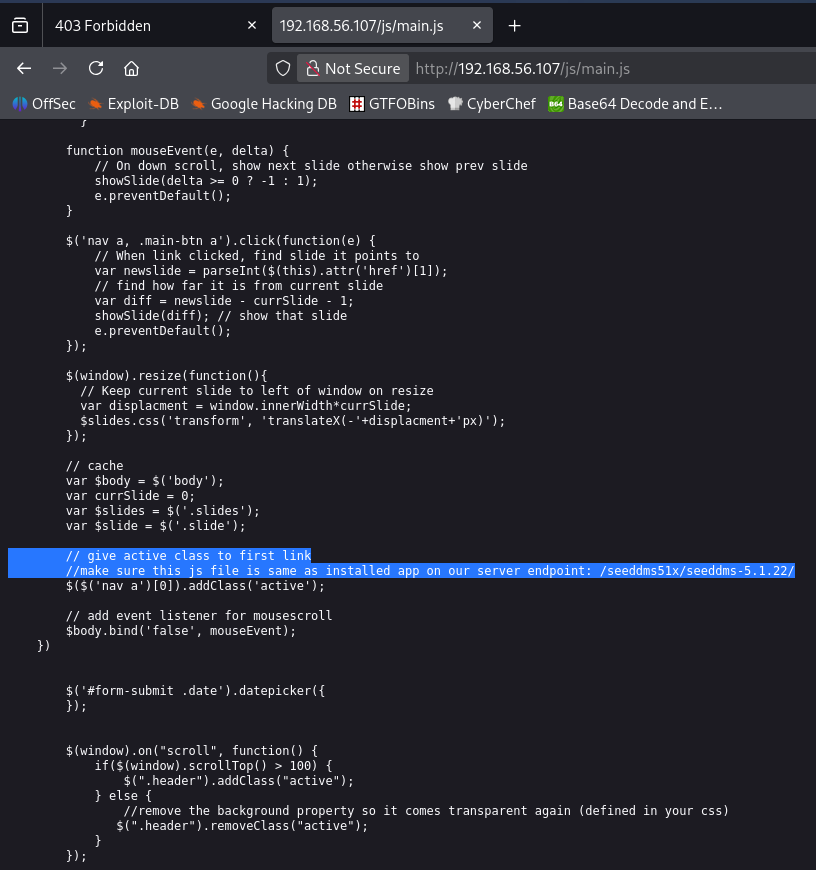 403 Forbidden
192.168.56.107/js/main.js
Not Secure
http://192.168.56.107/js/main.js
OffSec
Exploit-DB
Google Hacking DB
GTFOBins
CyberChef
B64
Base64 Decode and E…
}
function mouseEvent(e, delta) {
// On down scroll, show next slide otherwise show prev slide
showSlide(delta >= 0 ? -1 : 1);
e.preventDefault();
}
$('nav a, .main-btn a').click(function(e) {
// When link clicked, find slide it points to
var newslide = parseInt($(this).attr('href')[1]);
// find how far it is from current slide
var diff = newslide - currSlide - 1;
showSlide(diff); // show that slide
e.preventDefault();
});
$(window).resize(function(){
// Keep current slide to left of window on resize
var displacment = window.innerWidth*currSlide;
$slides.css('transform', 'translateX(-'+displacment+'px)');
});
// cache
var $body = $('body');
var currSlide = 0;
var $slides = $('.slides');
var $slide = $('.slide');
// give active class to first link
//make sure this js file is same as installed app on our server endpoint: /seeddms51x/seeddms-5.1.22/
$($('nav a')[0]).addClass('active');
// add event listener for mousescroll
$body.bind('false', mouseEvent);
})
$('#form-submit .date').datepicker({
});
$(window).on("scroll", function() {
if($(window).scrollTop() > 100) {
$(".header").addClass("active");
} else {
//remove the background property so it comes transparent again (defined in your css)
$(".header").removeClass("active");
}
});